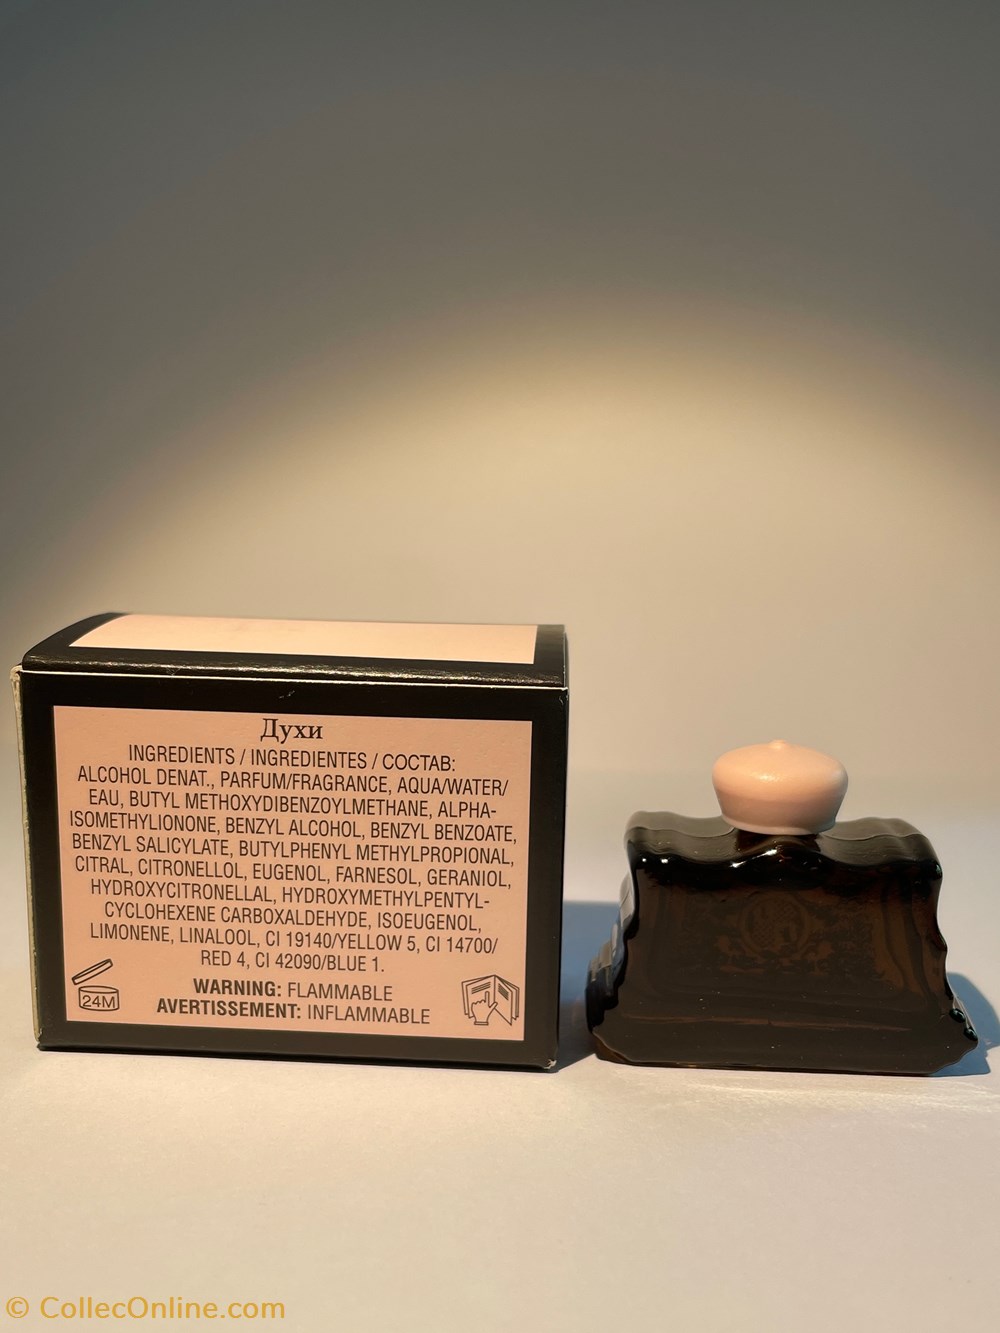 Духи
INGREDIENTS / INGREDIENTES / СОСТАВ:
ALCOHOL DENAT., PARFUM/FRAGRANCE, AQUA/WATER/
EAU, BUTYL METHOXYDIBENZOYLMETHANE, ALPHA-
ISOMETHYLIONONE, BENZYL ALCOHOL, BENZYL BENZOATE,
BENZYL SALICYLATE, BUTYLPHENYL METHYLPROPIONAL,
CITRAL, CITRONELLOL, EUGENOL, FARNESOL, GERANIOL,
HYDROXYCITRONELLAL, HYDROXYMETHYLPENTYL-
CYCLOHEXENE CARBOXALDEHYDE, ISOEUGENOL,
LIMONENE, LINALOOL, CI 19140/YELLOW 5, CI 14700/
RED 4, CI 42090/BLUE 1.
WARNING: FLAMMABLE
AVERTISSEMENT: INFLAMMABLE
24M
© CollecOnline.com